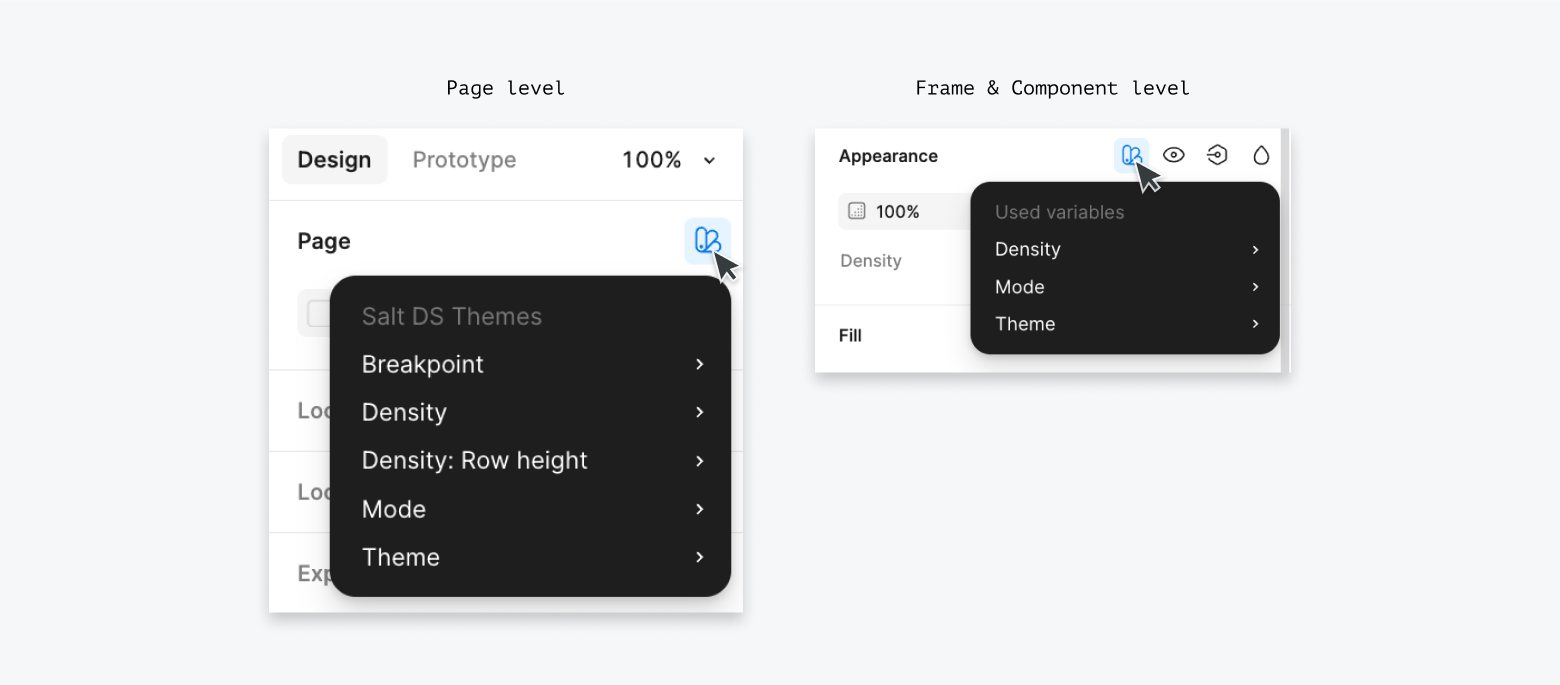 Page level
Design Prototype 100%
Page
Salt DS Themes
Breakpoint
Density
Density: Row height
Mode
Theme
Loc
Loc
Exp
Frame & Component level
Appearance
100%
Density
Fill
Used variables
Density
Mode
Theme